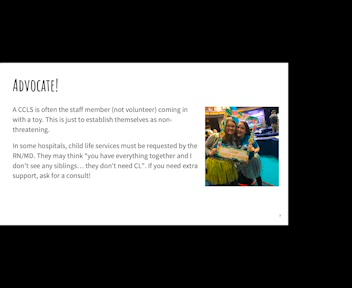 Advocate!
A CCLS is often the staff member (not volunteer) coming in
with a toy. This is just to establish themselves as non-
threatening.
In some hospitals, child life services must be requested by the
RN/MD. They may think "you have everything together and I
don't see any siblings... they don't need CL". If you need extra
support, ask for a consult!